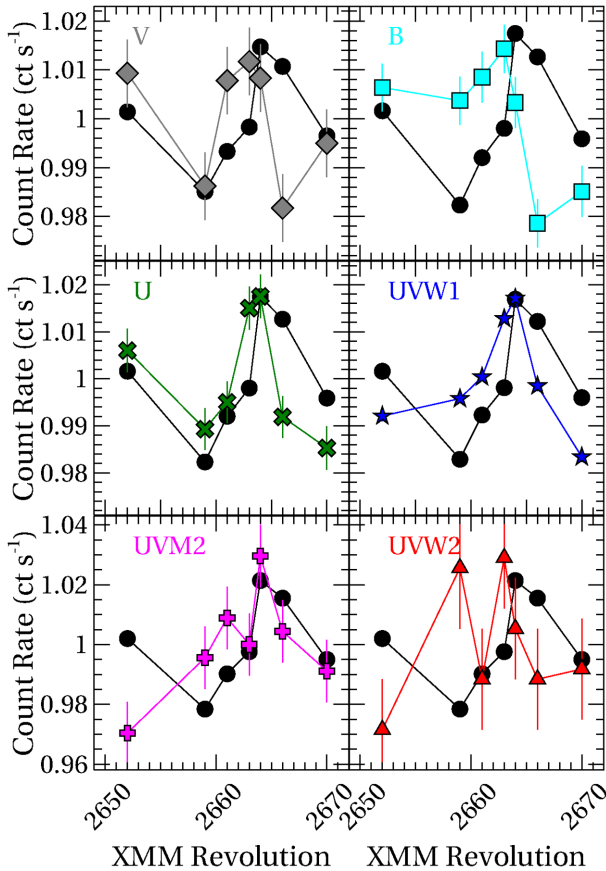 V
B
1.02
1.01
1
0.99
0.98
Count Rate (ct s⁻¹)
U
UVW1
1.02
1.01
1
0.99
0.98
Count Rate (ct s⁻¹)
UVM2
UVW2
1.04
1.02
1
0.98
0.96
Count Rate (ct s⁻¹)
2650 2660 2670 2650 2660 2670
XMM Revolution XMM Revolution